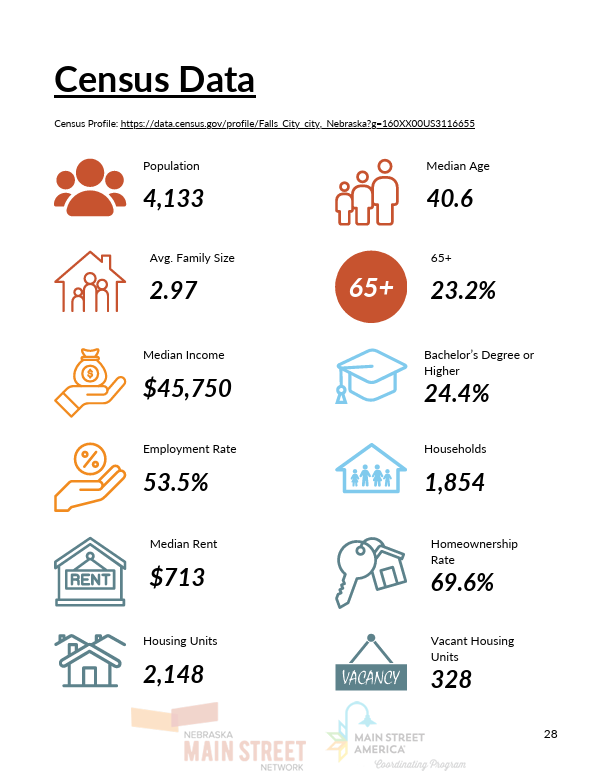 Census Data
Census Profile: https://data.census.gov/profile/Falls_City_city,_Nebraska?g=160XX00US3116655
Population
4,133
Median Age
40.6
Avg. Family Size
2.97
65+
65+
23.2%
Median Income
$
$45,750
Bachelor's Degree or
Higher
24.4%
Employment Rate
%
53.5%
Households
1,854
Median Rent
RENT
$713
Homeownership
Rate
69.6%
Housing Units
2,148
Vacant Housing
Units
VACANCY
328
NEBRASKA
MAIN STREET
NETWORK
MAIN STREET
AMERICA
Coordinating Program
28